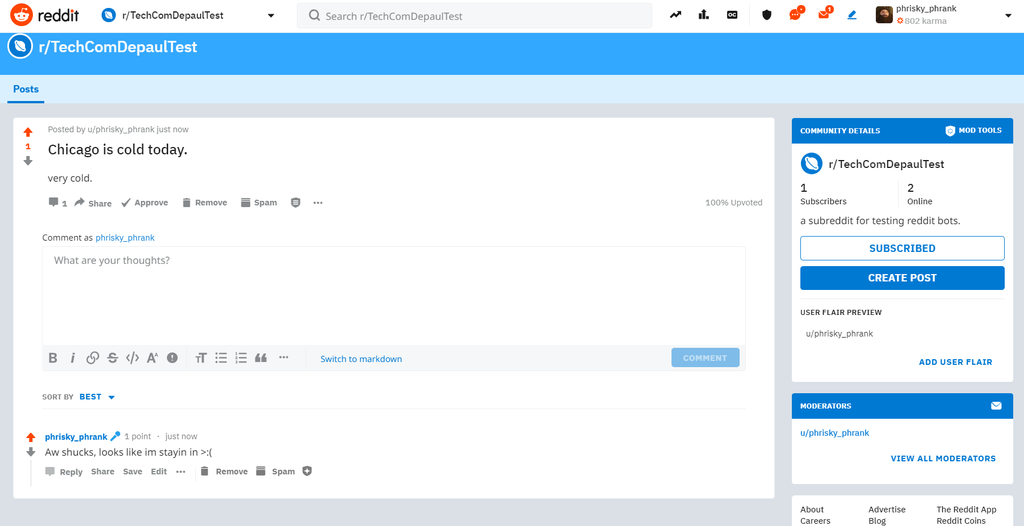 reddit r/TechComDepaulTest Search r/TechComDepaulTest 1 phrisky_phrank
802 karma
r/TechComDepaulTest
Posts
Posted by u/phrisky_phrank just now
1
Chicago is cold today.
very cold.
1 Share Approve Remove Spam ••• 100% Upvoted
Comment as phrisky_phrank
What are your thoughts?
B i S </> A TT ••• Switch to markdown COMMENT
SORT BY BEST
phrisky_phrank 1 point · just now
Aw shucks, looks like im stayin in >:(
Reply Share Save Edit ••• Remove Spam
COMMUNITY DETAILS MOD TOOLS
r/TechComDepaulTest
1 2
Subscribers Online
a subreddit for testing reddit bots.
SUBSCRIBED
CREATE POST
USER FLAIR PREVIEW
u/phrisky_phrank
ADD USER FLAIR
MODERATORS
u/phrisky_phrank
VIEW ALL MODERATORS
About Advertise The Reddit App
Careers Blog Reddit Coins